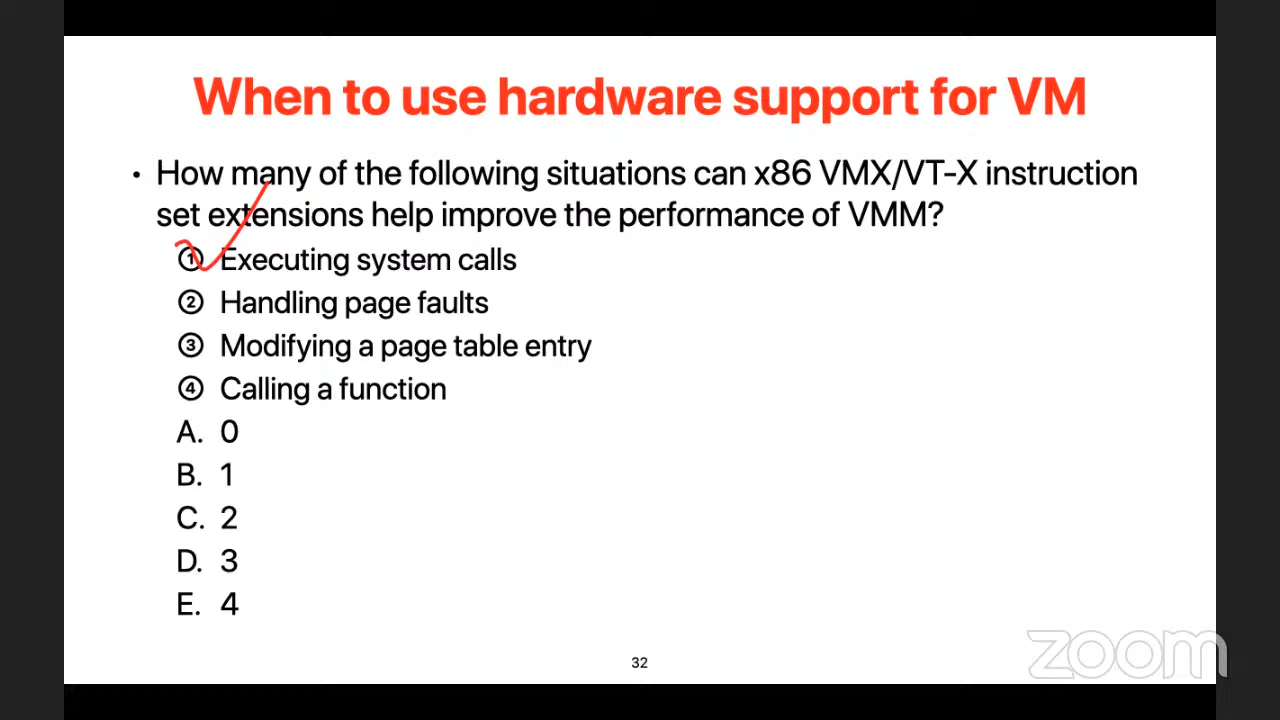 When to use hardware support for VM
• How many of the following situations can x86 VMX/VT-X instruction
set extensions help improve the performance of VMM?
① Executing system calls
② Handling page faults
③ Modifying a page table entry
④ Calling a function
A. 0
B. 1
C. 2
D. 3
E. 4
32
zoom